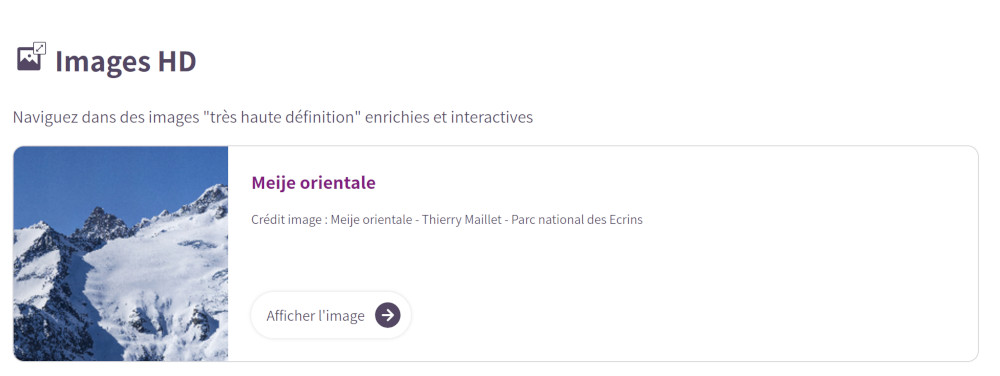 Images HD
Naviguez dans des images "très haute définition" enrichies et interactives
Meije orientale
Crédit image : Meije orientale - Thierry Maillet - Parc national des Ecrins
Afficher l'image